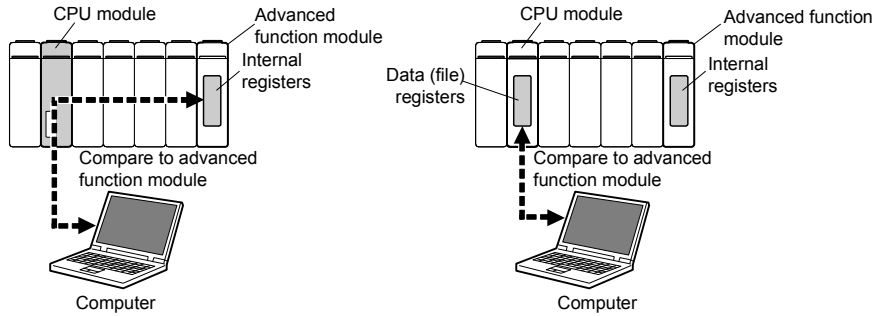 CPU module
Advanced
function module
Internal
registers
Compare to advanced
function module
Computer
CPU module
Advanced function
module
Data (file)
registers
Internal
registers
Compare to advanced
function module
Computer